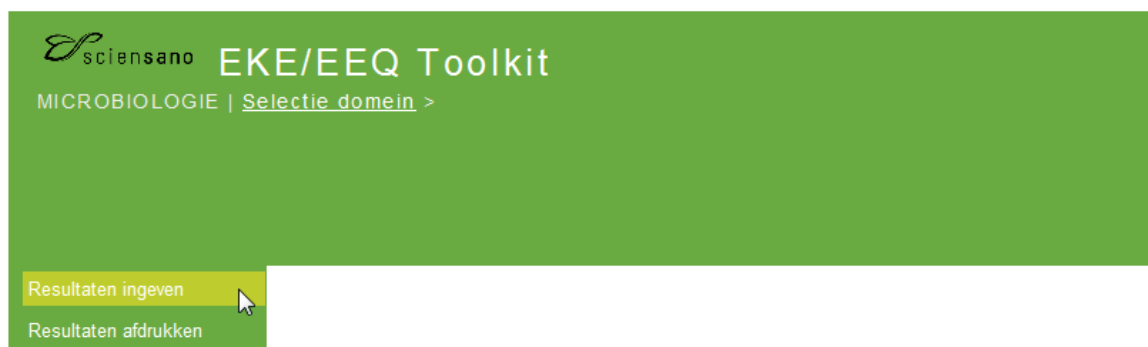 sciensano EKE/EEQ Toolkit
MICROBIOLOGIE | Selectie domein >
Resultaten ingeven
Resultaten afdrukken